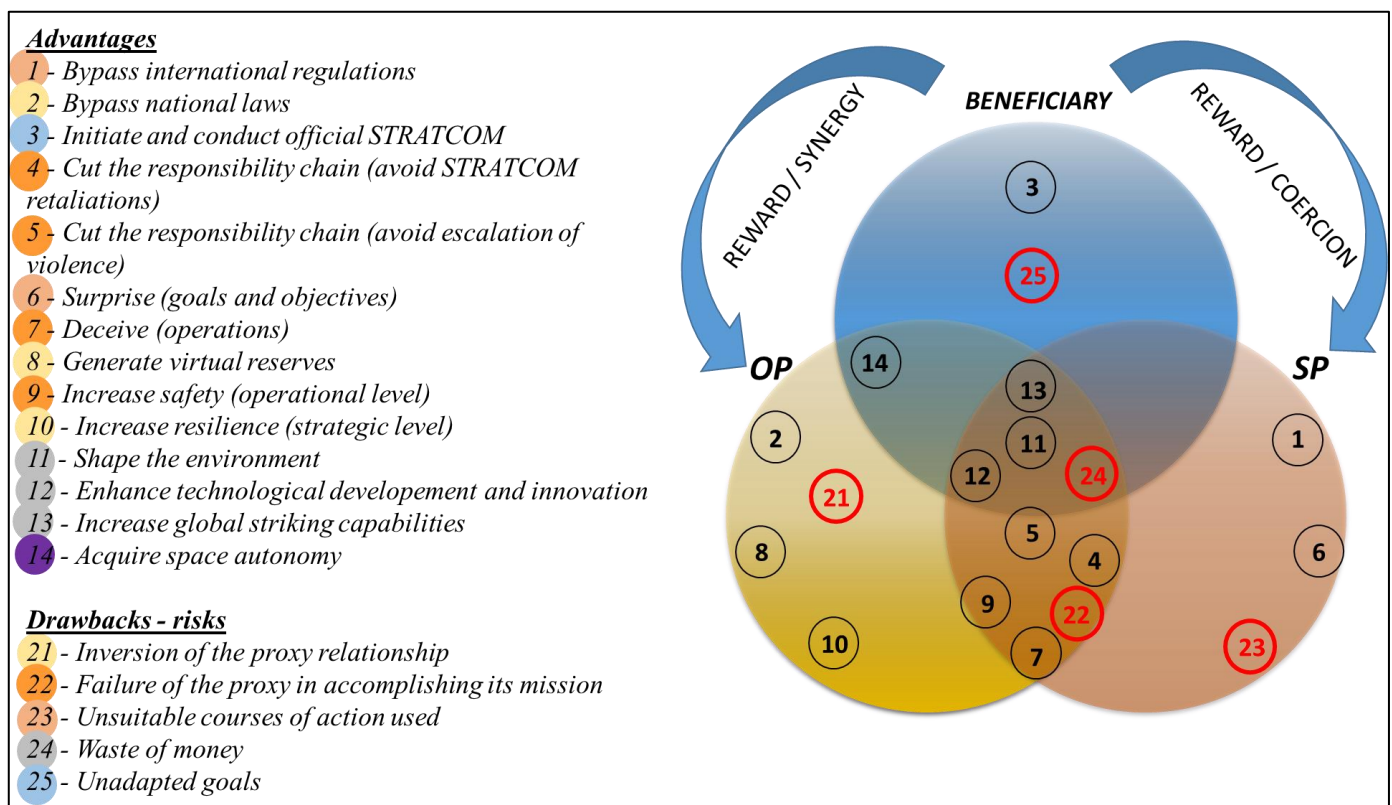 Advantages
1 - Bypass international regulations
2 - Bypass national laws
3 - Initiate and conduct official STRATCOM
4 - Cut the responsibility chain (avoid STRATCOM
retaliations)
5 - Cut the responsibility chain (avoid escalation of
violence)
6 - Surprise (goals and objectives)
7 - Deceive (operations)
8 - Generate virtual reserves
9 - Increase safety (operational level)
10 - Increase resilience (strategic level)
11 - Shape the environment
12 - Enhance technological developement and innovation
13 - Increase global striking capabilities
14 - Acquire space autonomy
Drawbacks - risks
21 - Inversion of the proxy relationship
22 - Failure of the proxy in accomplishing its mission
23 - Unsuitable courses of action used
24 - Waste of money
25 - Unadapted goals
REWARD / SYNERGY
BENEFICIARY
REWARD / COERCION
3
25
OP
14
13
SP
2
11
1
21
12
24
8
5
4
6
9
22
10
7
23